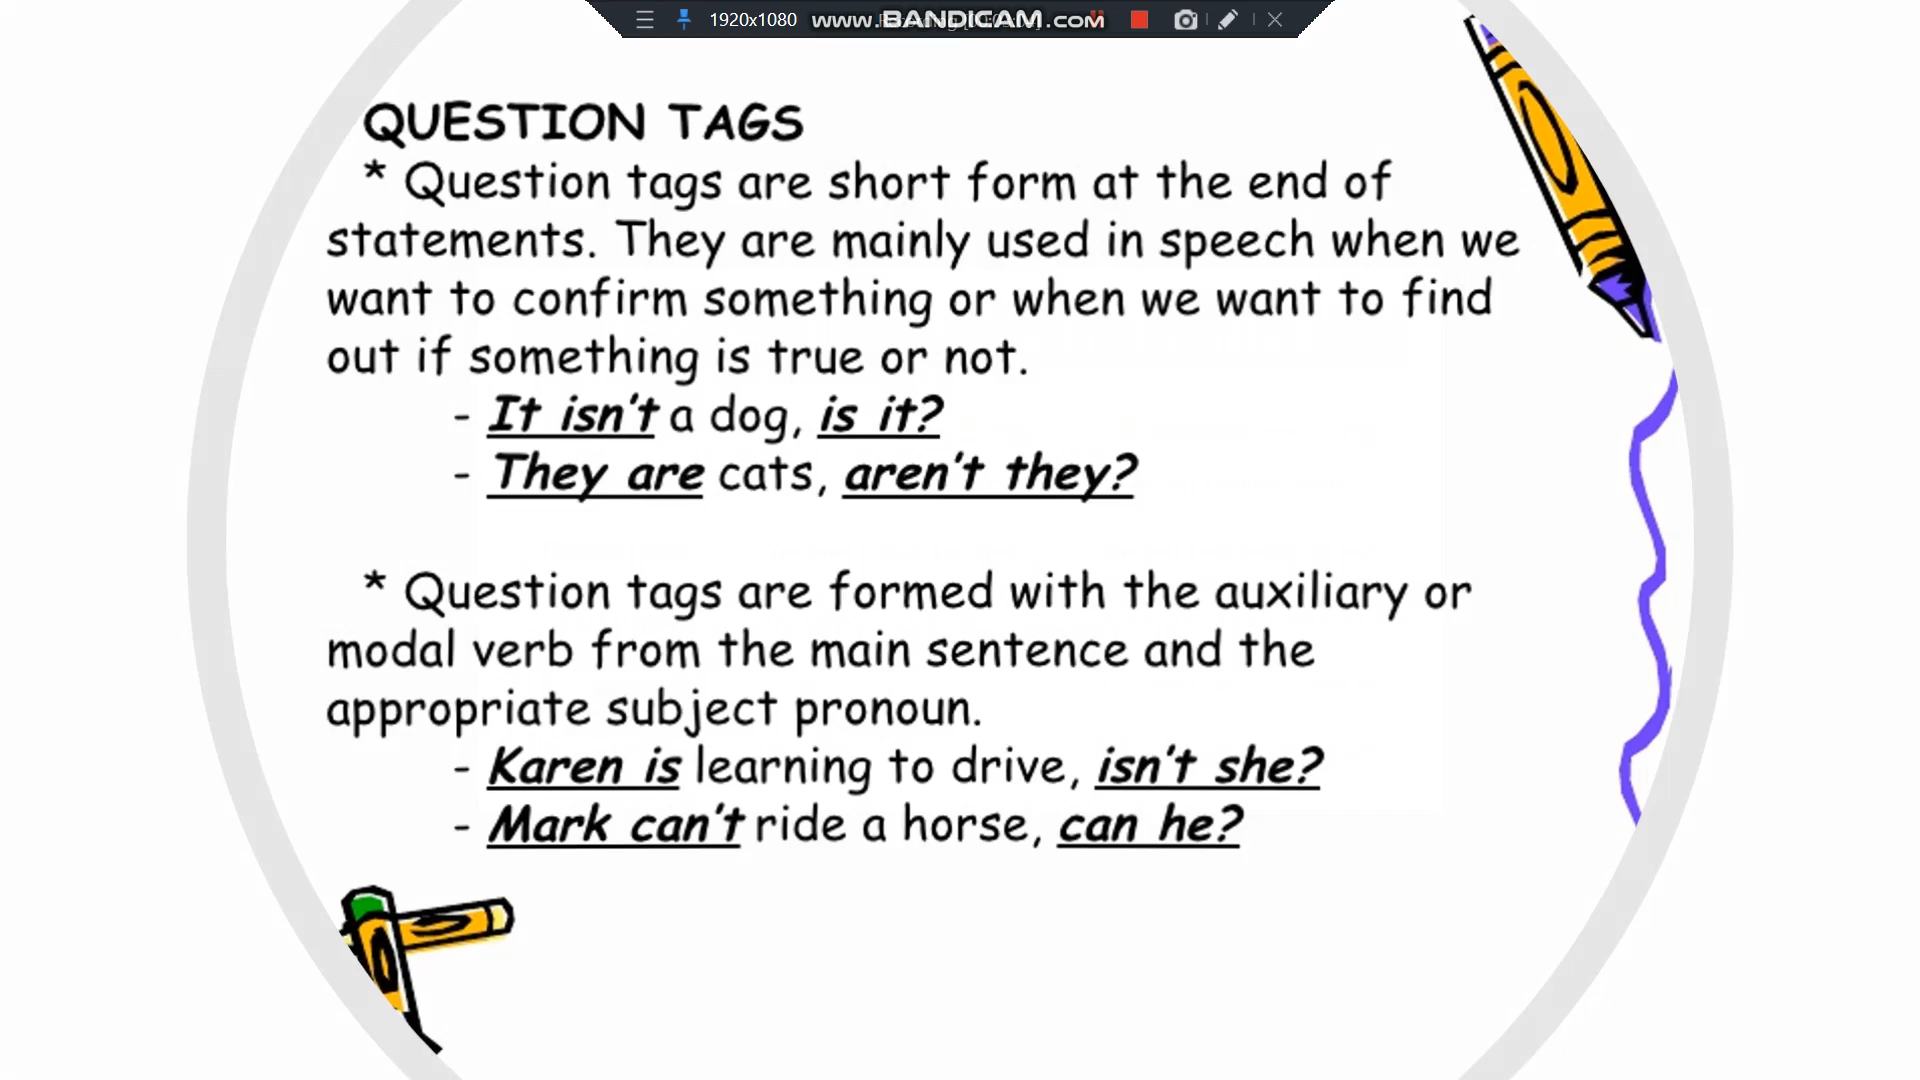 1920x1080 www.BANDICAM.com
QUESTION TAGS
* Question tags are short form at the end of
statements. They are mainly used in speech when we
want to confirm something or when we want to find
out if something is true or not.
- It isn't a dog, is it?
- They are cats, aren't they?
* Question tags are formed with the auxiliary or
modal verb from the main sentence and the
appropriate subject pronoun.
- Karen is learning to drive, isn't she?
- Mark can't ride a horse, can he?